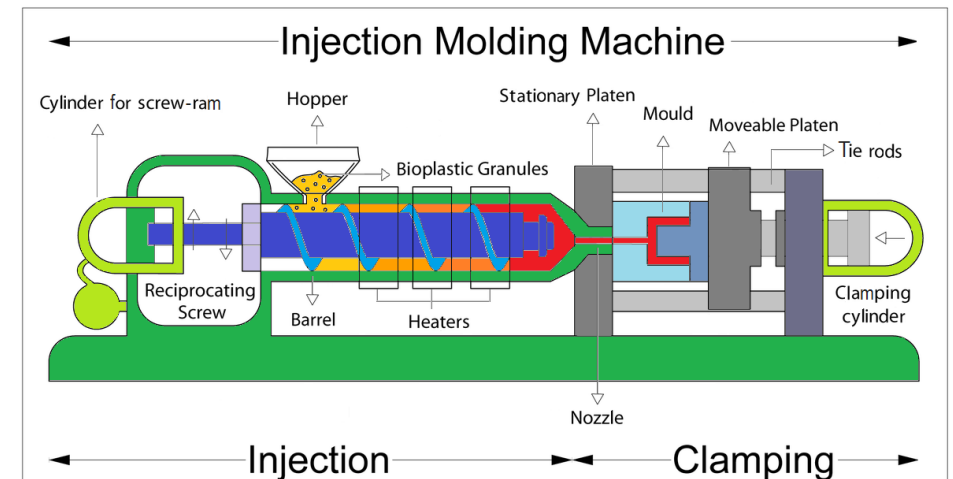 Injection Molding Machine
Cylinder for screw-ram
Hopper
Stationary Platen
Mould
Moveable Platen
Tie rods
Bioplastic Granules
Reciprocating
Screw
Barrel
Heaters
Clamping
cylinder
Nozzle
Injection
Clamping